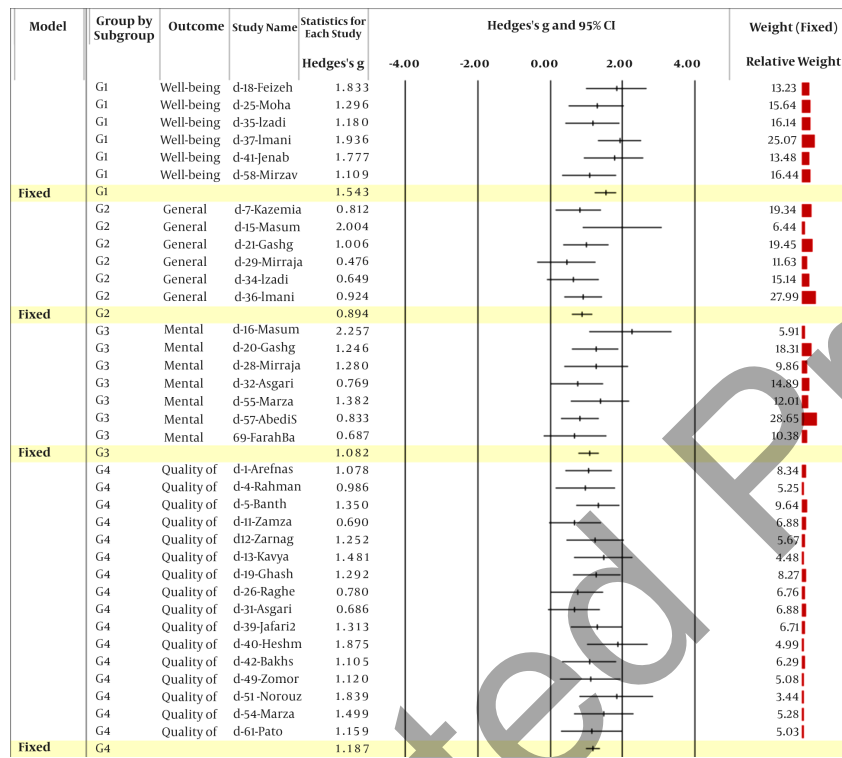 Model Group by Subgroup Outcome Study Name Statistics for Each Study Hedges's g and 95% CI Weight (Fixed)
Hedges's g -4.00 -2.00 0.00 2.00 4.00 Relative Weight
G1 Well-being d-18-Feizeh 1.833 13.23
G1 Well-being d-25-Moha 1.296 15.64
G1 Well-being d-35-lzadi 1.180 16.14
G1 Well-being d-37-lmani 1.936 25.07
G1 Well-being d-41-Jenab 1.777 13.48
G1 Well-being d-58-Mirzav 1.109 16.44
Fixed G1 1.543
G2 General d-7-Kazemia 0.812 19.34
G2 General d-15-Masum 2.004 6.44
G2 General d-21-Gashg 1.006 19.45
G2 General d-29-Mirraja 0.476 11.63
G2 General d-34-lzadi 0.649 15.14
G2 General d-36-lmani 0.924 27.99
Fixed G2 0.894
G3 Mental d-16-Masum 2.257 5.91
G3 Mental d-20-Gashg 1.246 18.31
G3 Mental d-28-Mirraja 1.280 9.86
G3 Mental d-32-Asgari 0.769 14.89
G3 Mental d-55-Marza 1.382 12.01
G3 Mental d-57-AbediS 0.833 28.65
G3 Mental 69-FarahBa 0.687 10.38
Fixed G3 1.082
G4 Quality of d-1-Arefnas 1.078 8.34
G4 Quality of d-4-Rahman 0.986 5.25
G4 Quality of d-5-Banth 1.350 9.64
G4 Quality of d-11-Zamza 0.690 6.88
G4 Quality of d12-Zarnag 1.252 5.67
G4 Quality of d-13-Kavya 1.481 4.48
G4 Quality of d-19-Ghash 1.292 8.27
G4 Quality of d-26-Raghe 0.780 6.76
G4 Quality of d-31-Asgari 0.686 6.88
G4 Quality of d-39-Jafari2 1.313 6.71
G4 Quality of d-40-Heshm 1.875 4.99
G4 Quality of d-42-Bakhs 1.105 6.29
G4 Quality of d-49-Zomor 1.120 5.08
G4 Quality of d-51-Norouz 1.839 3.44
G4 Quality of d-54-Marza 1.499 5.28
G4 Quality of d-61-Pato 1.159 5.03
Fixed G4 1.187
ted Pr